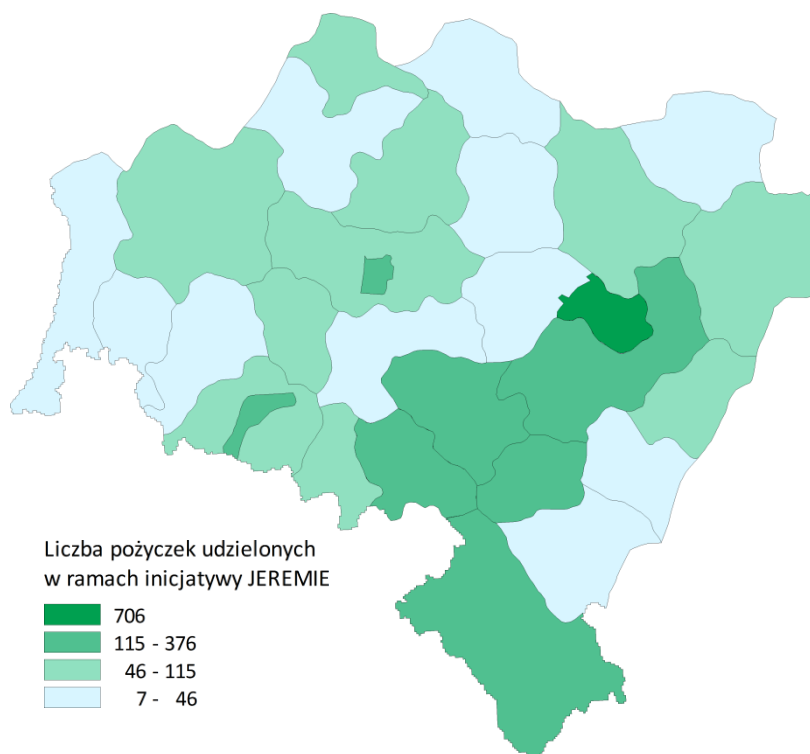 Liczba pożyczek udzielonych
w ramach inicjatywy JEREMIE
706
115 - 376
46 - 115
7 - 46